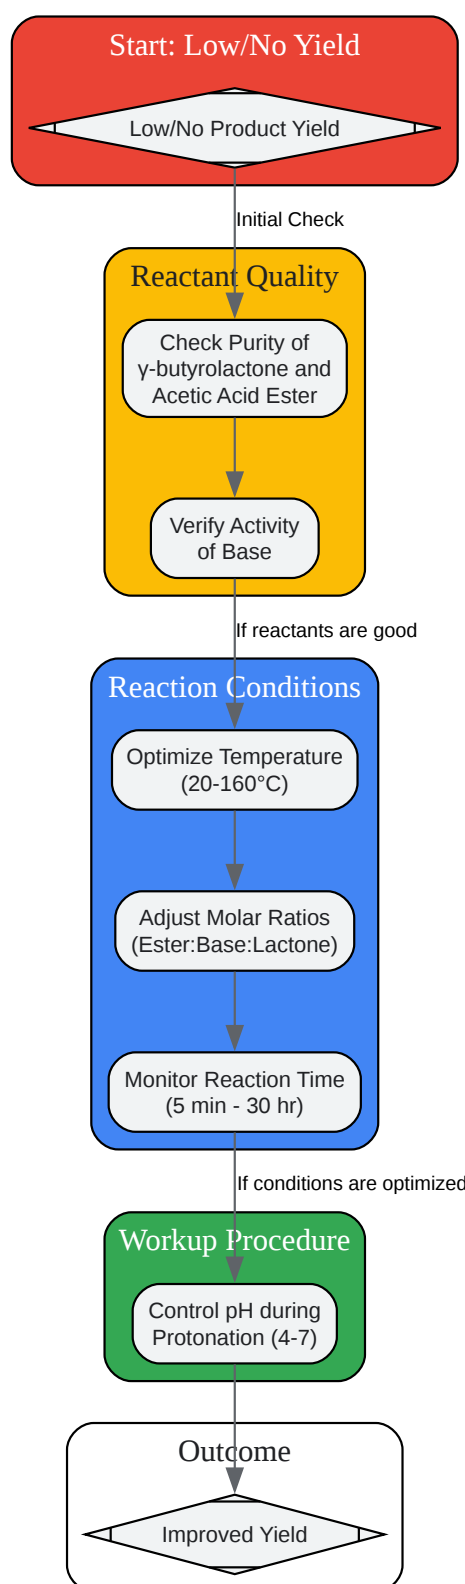 Start: Low/No Yield
Low/No Product Yield
Initial Check
Reactant Quality
Check Purity of
γ-butyrolactone and
Acetic Acid Ester
Verify Activity
of Base
If reactants are good
Reaction Conditions
Optimize Temperature
(20-160°C)
Adjust Molar Ratios
(Ester:Base:Lactone)
Monitor Reaction Time
(5 min - 30 hr)
If conditions are optimized
Workup Procedure
Control pH during
Protonation (4-7)
Outcome
Improved Yield